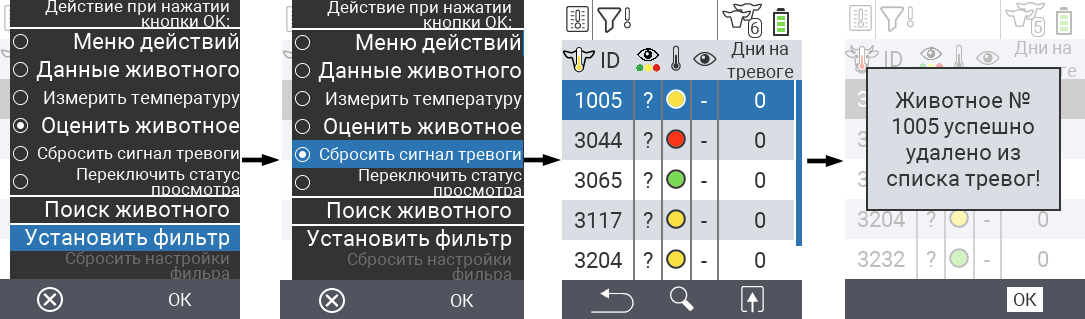 Действие при нажатии
кнопки OK:
Меню действий
Данные животного
Измерить температуру
Оценить животное
Сбросить сигнал тревоги
Переключить статус
просмотра
Поиск животного
Установить фильтр
Сбросить настройки
фильра
OK
Действие при нажатии
кнопки OK:
Меню действий
Данные животного
Измерить температуру
Оценить животное
Сбросить сигнал тревоги
Переключить статус
просмотра
Поиск животного
Установить фильтр
Сбросить настройки
фильра
OK
6
ID Дни на
тревоге
1005 ? - 0
3044 ? - 0
3065 ? - 0
3117 ? - 0
3204 ? - 0
5
ID Дни на
Животное №
1005 успешно
удалено из
списка тревог!
3204 ? - 0
3232 ? - 0
OK